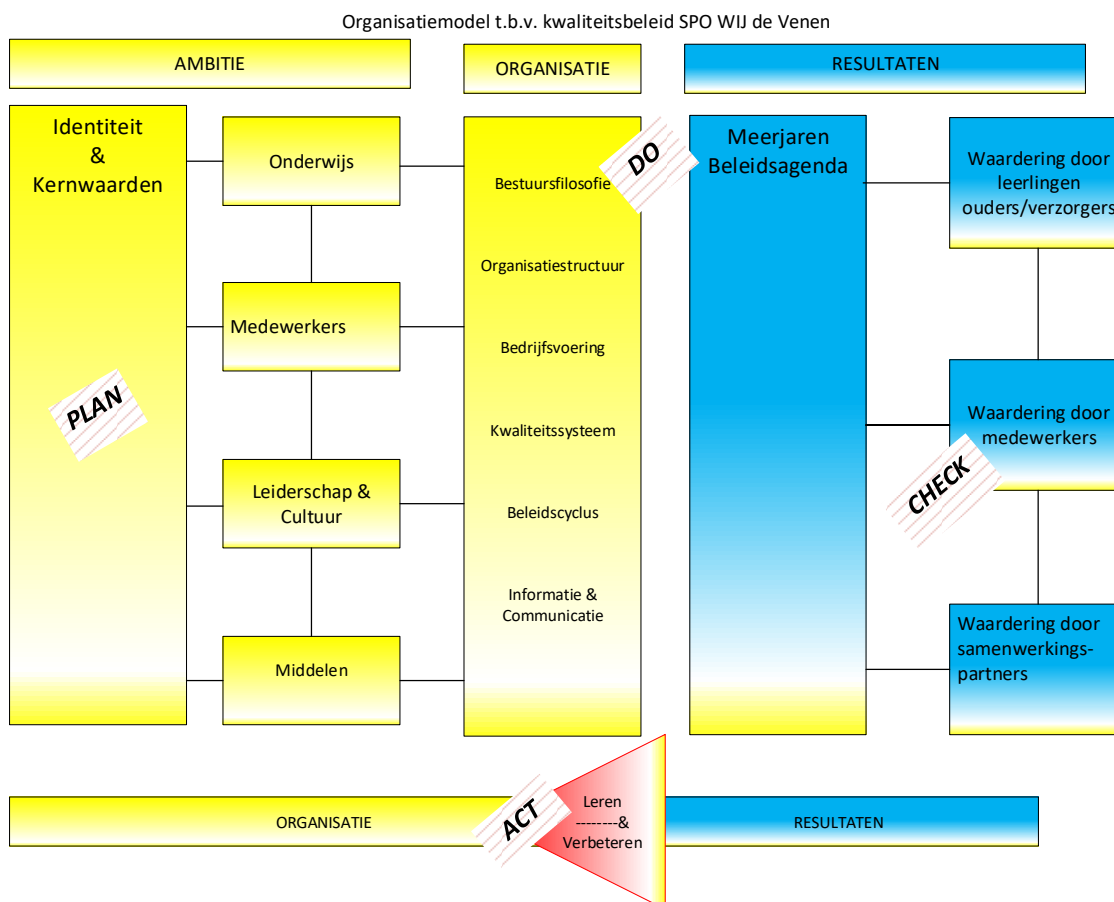 Organisatiemodel t.b.v. kwaliteitsbeleid SPO WIJ de Venen
AMBITIE
ORGANISATIE
RESULTATEN
Identiteit
&
Kernwaarden
PLAN
Onderwijs
Medewerkers
Leiderschap &
Cultuur
Middelen
Bestuursfilosofie
Organisatiestructuur
Bedrijfsvoering
Kwaliteitssysteem
Beleidscyclus
Informatie &
Communicatie
DO
Meerjaren
Beleidsagenda
Waardering door
leerlingen
ouders/verzorgers
Waardering door
medewerkers
CHECK
Waardering door
samenwerkings-
partners
ORGANISATIE
ACT
Leren
--------&
Verbeteren
RESULTATEN